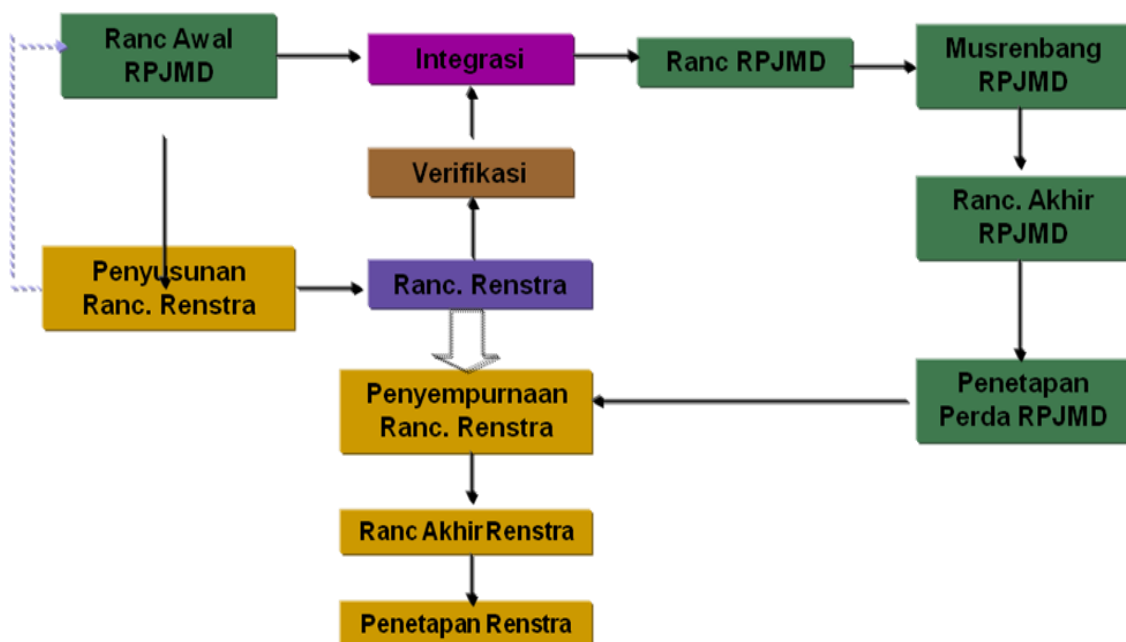 Ranc Awal
RPJMD
Integrasi
Ranc RPJMD
Musrenbang
RPJMD
Verifikasi
Ranc. Akhir
RPJMD
Penyusunan
Ranc. Renstra
Ranc. Renstra
Penyempurnaan
Ranc. Renstra
Penetapan
Perda RPJMD
Ranc Akhir Renstra
Penetapan Renstra